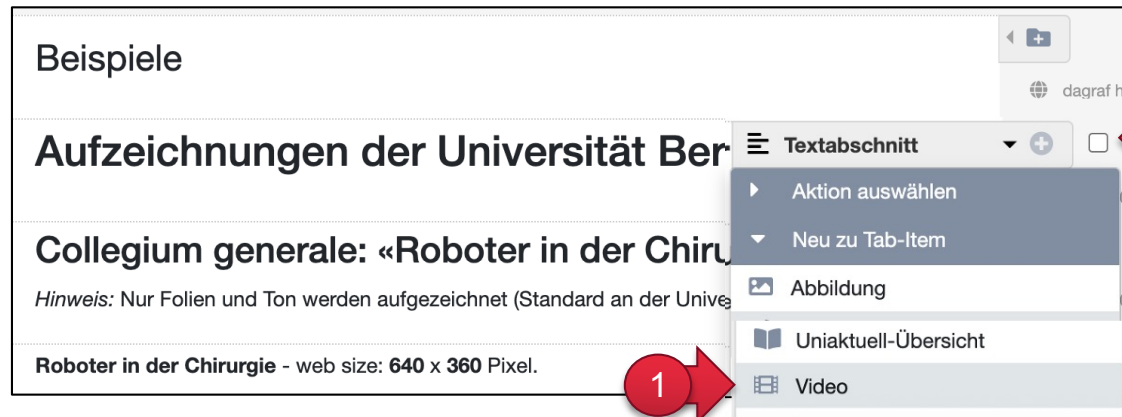 Beispiele
dagraf h
Aufzeichnungen der Universität Ber
Textabschnitt
Aktion auswählen
Neu zu Tab-Item
Collegium generale: «Roboter in der Chiru
Hinweis: Nur Folien und Ton werden aufgezeichnet (Standard an der Unive
Abbildung
Uniaktuell-Übersicht
Roboter in der Chirurgie - web size: 640 x 360 Pixel.
1
Video